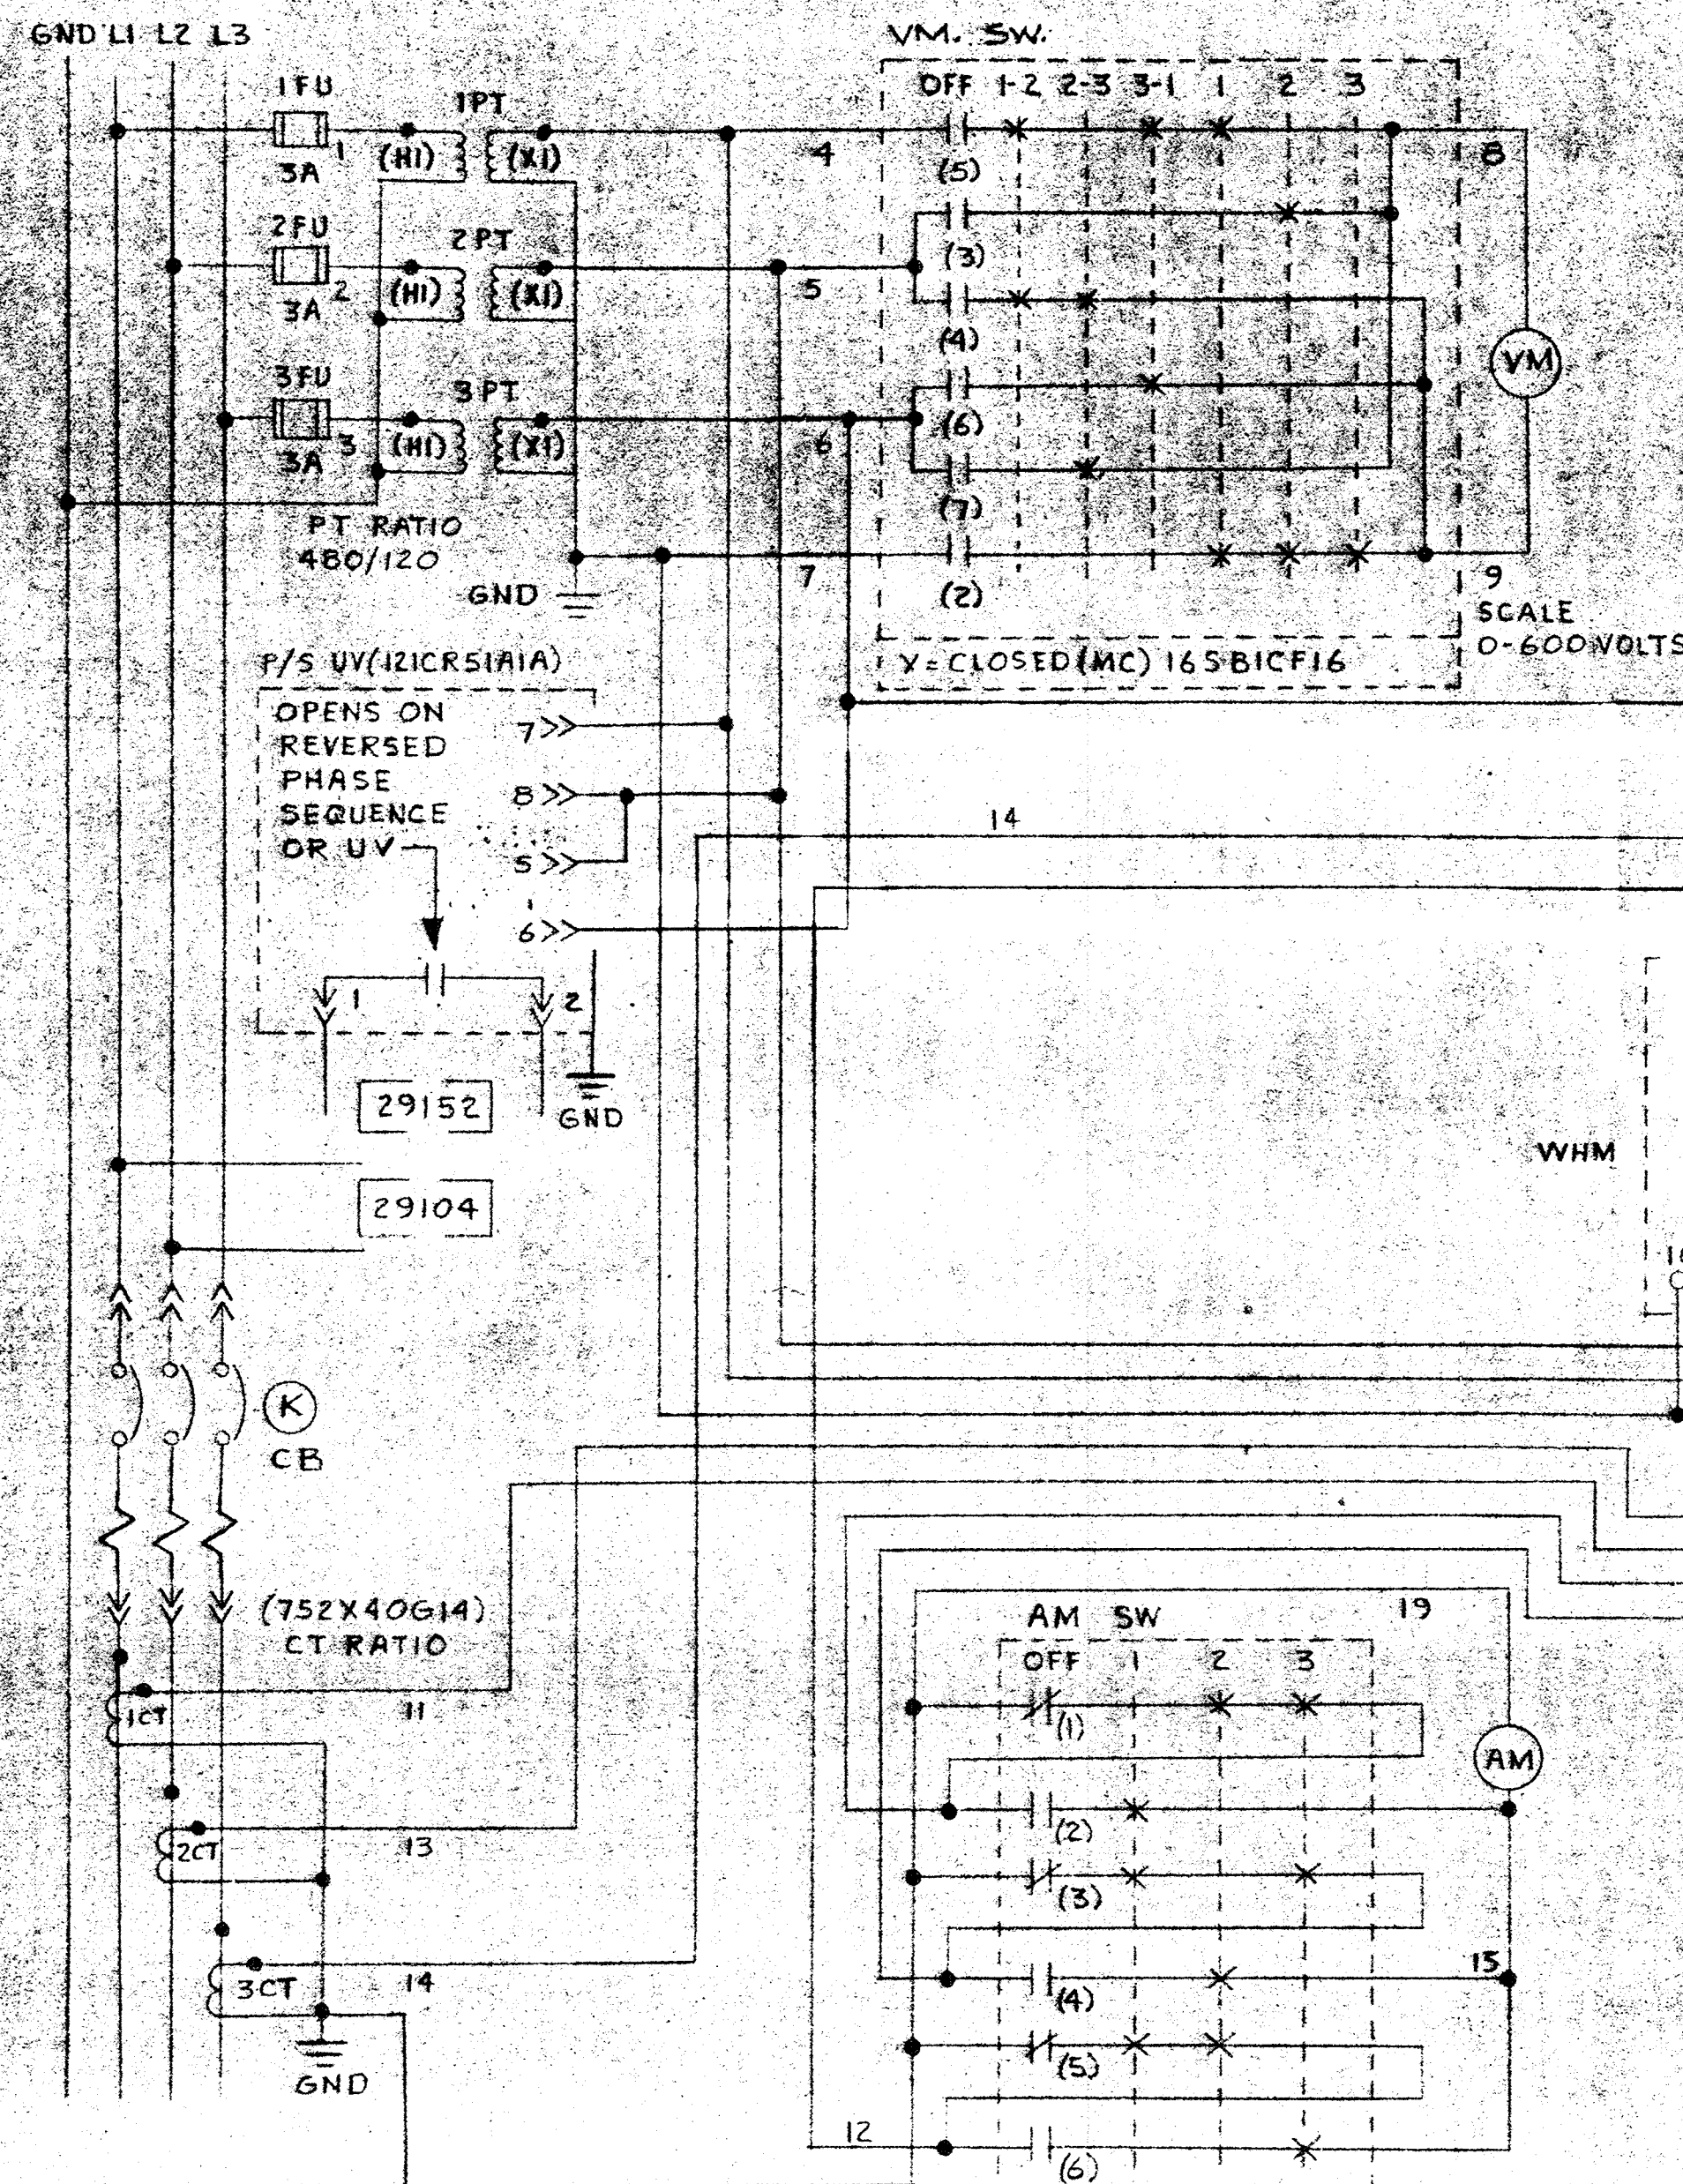 GND L1 L2 L3
VM. SW.
1FU
1PT
OFF 1-2 2-3 3-1 1 2 3
(H1)
(X1)
1
3A
4
(5)
8
2FU
2PT
(H1)
(X1)
2
3A
5
(3)
(4)
VM
3FU
3PT
(H1)
(X1)
3
3A
6
(6)
(7)
PT RATIO
480/120
GND
7
(2)
9
SCALE
0-600 VOLTS
X=CLOSED (MC) 16SB1CF16
P/S UV(121CR51A1A)
OPENS ON
REVERSED
PHASE
SEQUENCE
OR UV
7
8
5
6
14
1
2
29152
GND
WHM
29104
K
CB
(752X40G14)
CT RATIO
19
AM SW
OFF 1 2 3
11
1CT
(1)
AM
13
2CT
(2)
(3)
14
3CT
15
(4)
(5)
GND
12
(6)